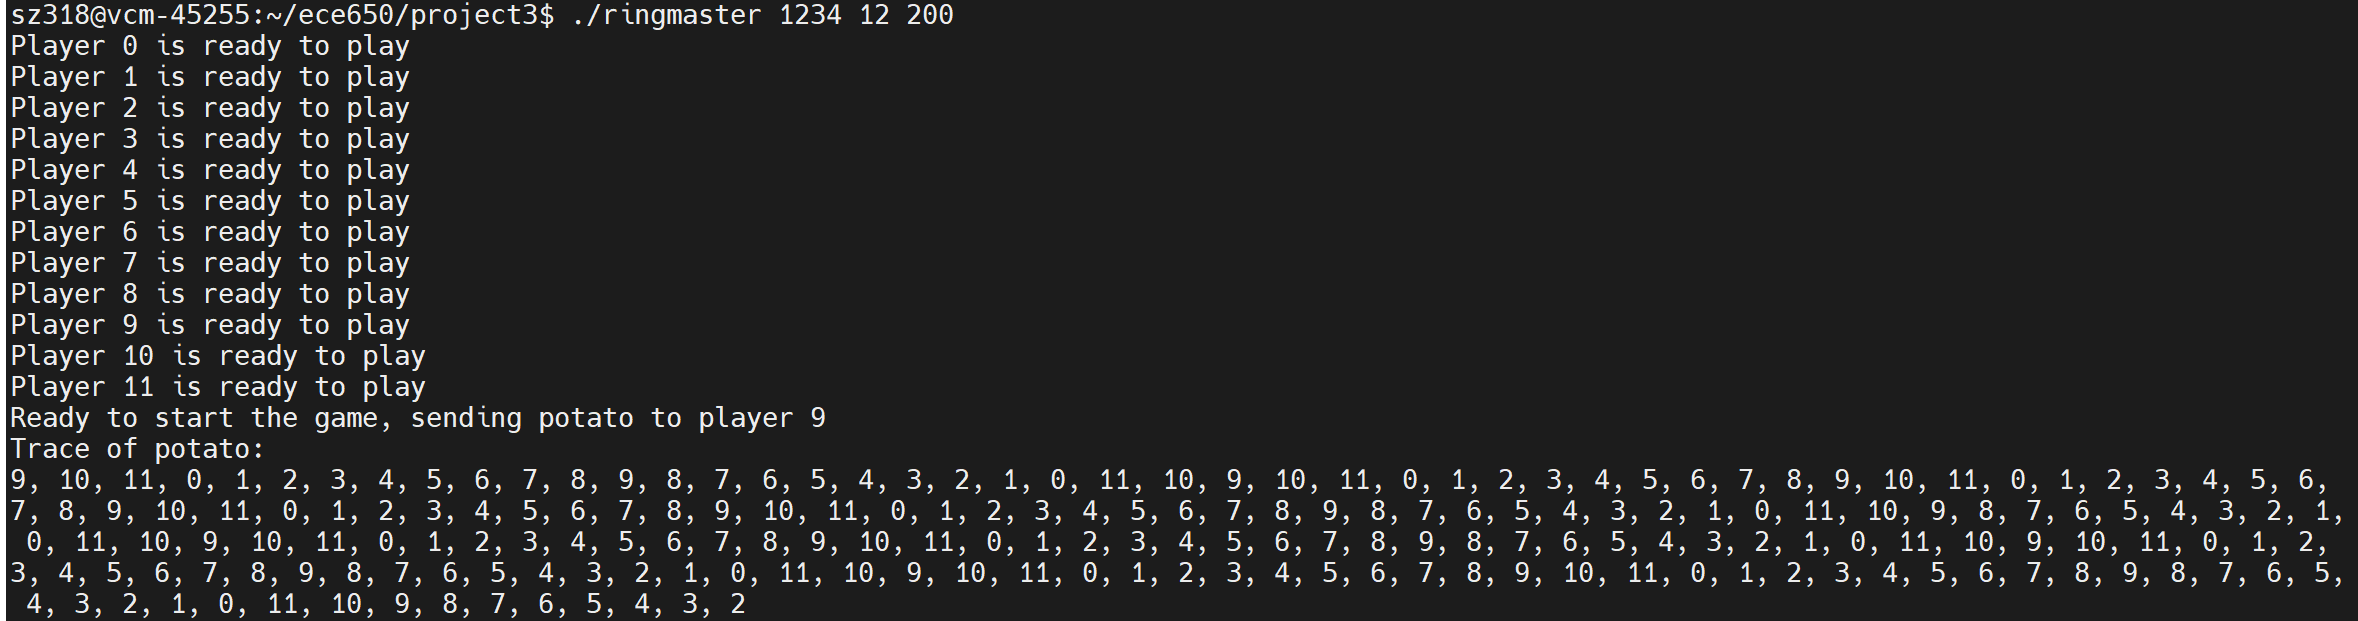 sz318@vcm-45255:~/ece650/project3$ ./ringmaster 1234 12 200
Player 0 is ready to play
Player 1 is ready to play
Player 2 is ready to play
Player 3 is ready to play
Player 4 is ready to play
Player 5 is ready to play
Player 6 is ready to play
Player 7 is ready to play
Player 8 is ready to play
Player 9 is ready to play
Player 10 is ready to play
Player 11 is ready to play
Ready to start the game, sending potato to player 9
Trace of potato:
9, 10, 11, 0, 1, 2, 3, 4, 5, 6, 7, 8, 9, 8, 7, 6, 5, 4, 3, 2, 1, 0, 11, 10, 9, 10, 11, 0, 1, 2, 3, 4, 5, 6, 7, 8, 9, 10, 11, 0, 1, 2, 3, 4, 5, 6,
7, 8, 9, 10, 11, 0, 1, 2, 3, 4, 5, 6, 7, 8, 9, 10, 11, 0, 1, 2, 3, 4, 5, 6, 7, 8, 9, 8, 7, 6, 5, 4, 3, 2, 1, 0, 11, 10, 9, 8, 7, 6, 5, 4, 3, 2, 1,
0, 11, 10, 9, 10, 11, 0, 1, 2, 3, 4, 5, 6, 7, 8, 9, 10, 11, 0, 1, 2, 3, 4, 5, 6, 7, 8, 9, 8, 7, 6, 5, 4, 3, 2, 1, 0, 11, 10, 9, 10, 11, 0, 1, 2,
3, 4, 5, 6, 7, 8, 9, 8, 7, 6, 5, 4, 3, 2, 1, 0, 11, 10, 9, 10, 11, 0, 1, 2, 3, 4, 5, 6, 7, 8, 9, 10, 11, 0, 1, 2, 3, 4, 5, 6, 7, 8, 9, 8, 7, 6, 5,
4, 3, 2, 1, 0, 11, 10, 9, 8, 7, 6, 5, 4, 3, 2